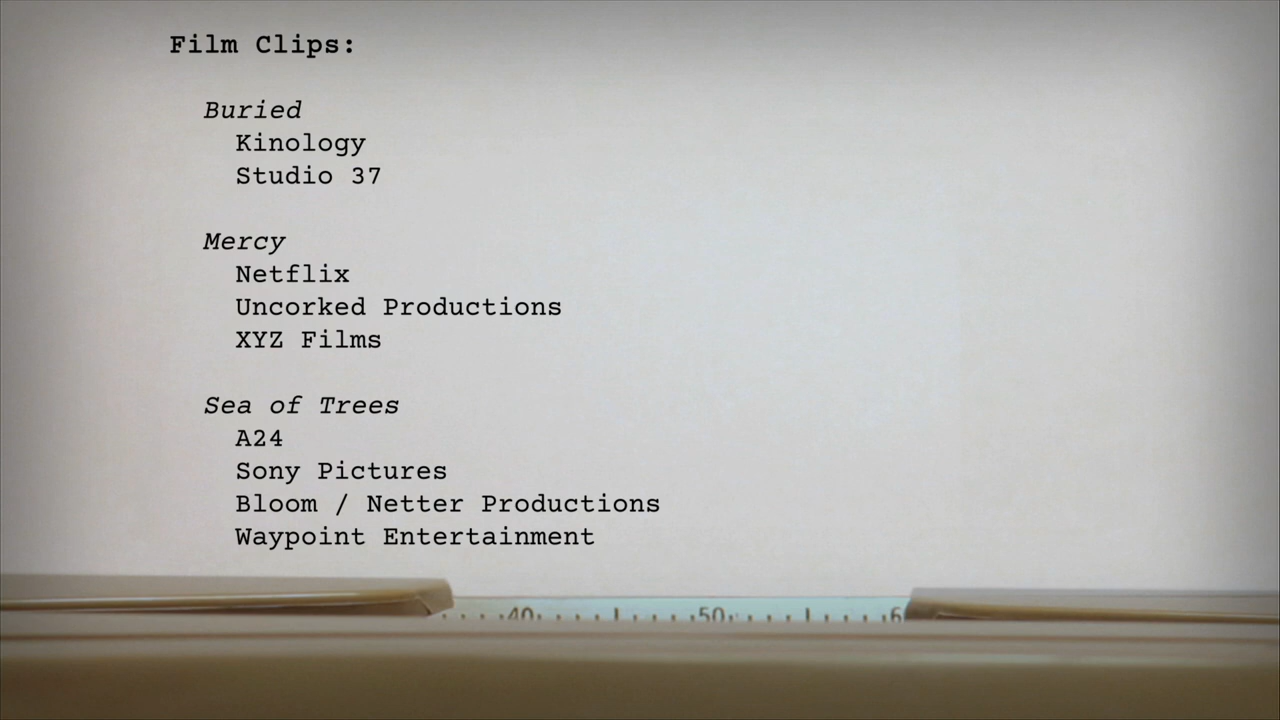 Film Clips:
Buried
Kinology
Studio 37
Mercy
Netflix
Uncorked Productions
XYZ Films
Sea of Trees
A24
Sony Pictures
Bloom / Netter Productions
Waypoint Entertainment
40 50 6